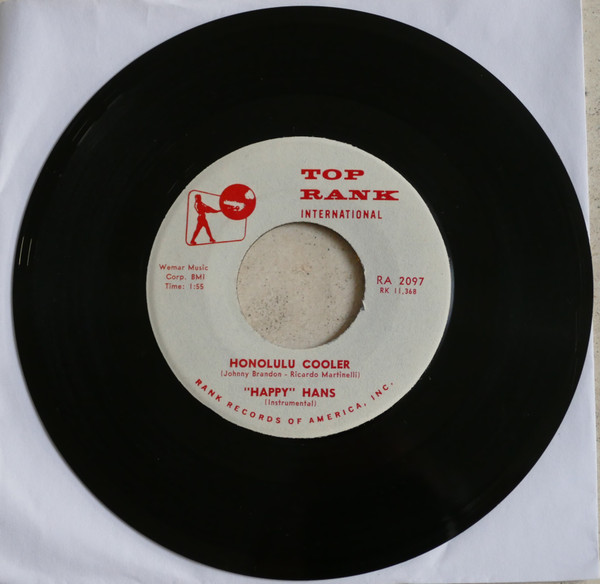 TOP
RANK
INTERNATIONAL
Wemar Music
Corp. BMI
Time: 1:55
RA 2097
RK 11,368
HONOLULU COOLER
(Johnny Brandon - Ricardo Martinelli)
"HAPPY" HANS
(Instrumental)
RANK RECORDS OF AMERICA, INC.